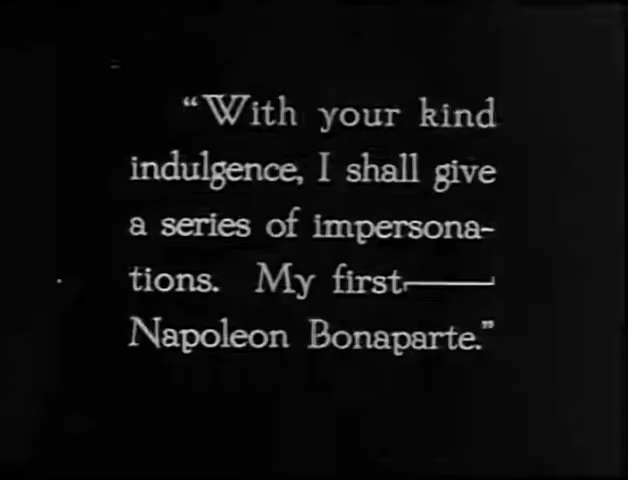 “With your kind
indulgence, I shall give
a series of impersona-
tions. My first——
Napoleon Bonaparte.”